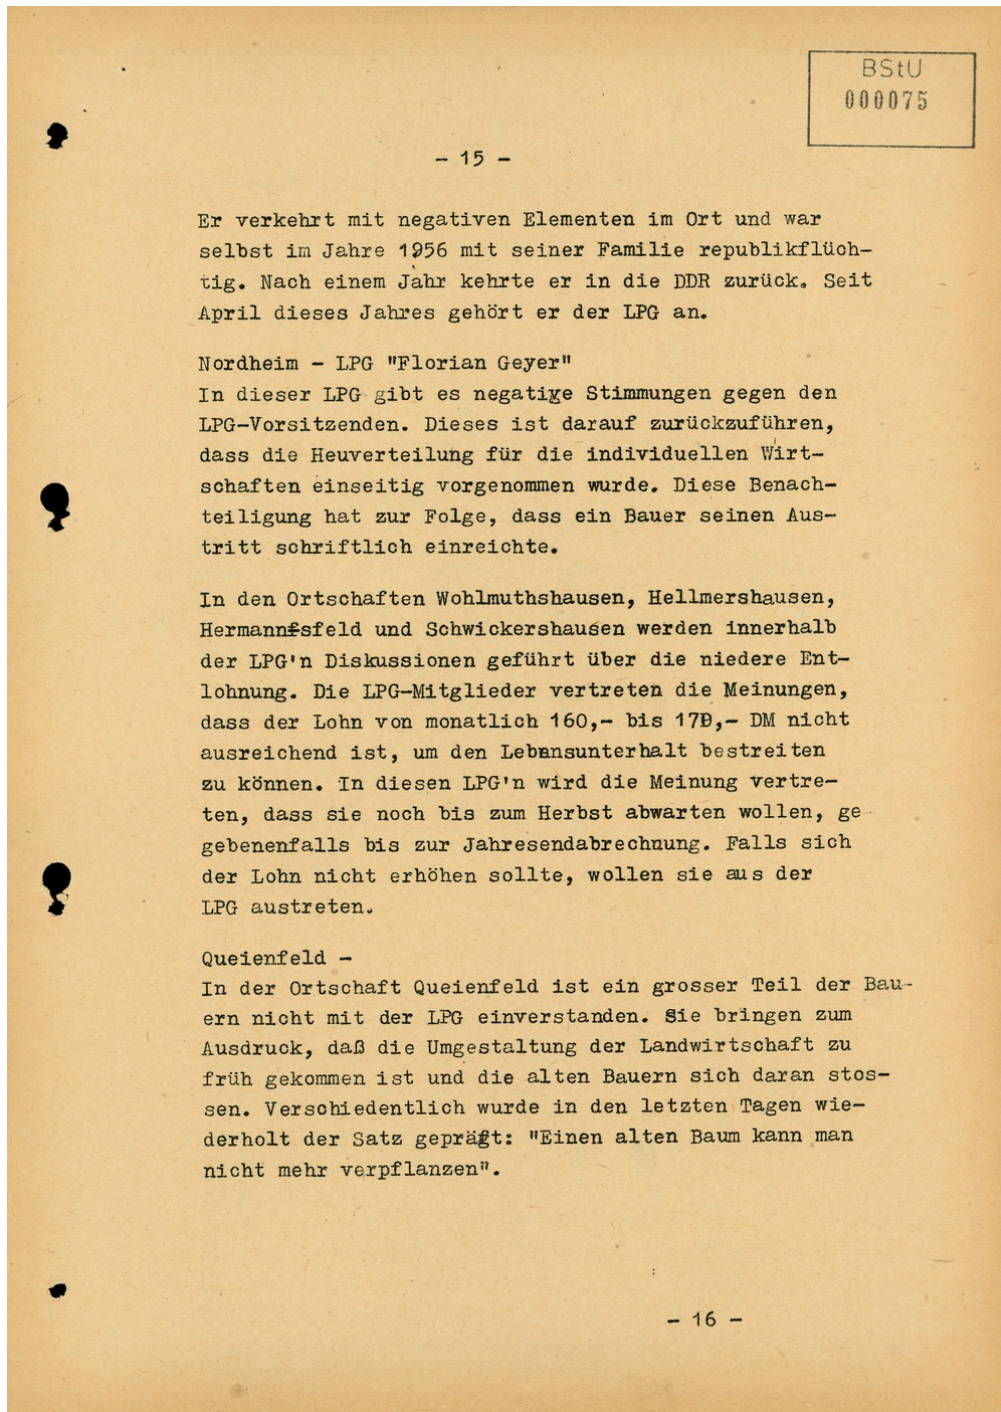 BStU
000075
- 15 -
Er verkehrt mit negativen Elementen im Ort und war
selbst im Jahre 1956 mit seiner Familie republikflüch-
tig. Nach einem Jahr kehrte er in die DDR zurück. Seit
April dieses Jahres gehört er der LPG an.
Nordheim - LPG "Florian Geyer"
In dieser LPG gibt es negative Stimmungen gegen den
LPG-Vorsitzenden. Dieses ist darauf zurückzuführen,
dass die Heuverteilung für die individuellen Wirt-
schaften einseitig vorgenommen wurde. Diese Benach-
teiligung hat zur Folge, dass ein Bauer seinen Aus-
tritt schriftlich einreichte.
In den Ortschaften Wohlmuthshausen, Hellmershausen,
Hermannsfeld und Schwickershausen werden innerhalb
der LPG'n Diskussionen geführt über die niedere Ent-
lohnung. Die LPG-Mitglieder vertreten die Meinungen,
dass der Lohn von monatlich 160,- bis 170,- DM nicht
ausreichend ist, um den Lebensunterhalt bestreiten
zu können. In diesen LPG'n wird die Meinung vertre-
ten, dass sie noch bis zum Herbst abwarten wollen, ge-
gebenenfalls bis zur Jahresendabrechnung. Falls sich
der Lohn nicht erhöhen sollte, wollen sie aus der
LPG austreten.
Queienfeld -
In der Ortschaft Queienfeld ist ein grosser Teil der Bau-
ern nicht mit der LPG einverstanden. Sie bringen zum
Ausdruck, daß die Umgestaltung der Landwirtschaft zu
früh gekommen ist und die alten Bauern sich daran stos-
sen. Verschiedentlich wurde in den letzten Tagen wie-
derholt der Satz geprägt: "Einen alten Baum kann man
nicht mehr verpflanzen".
- 16 -